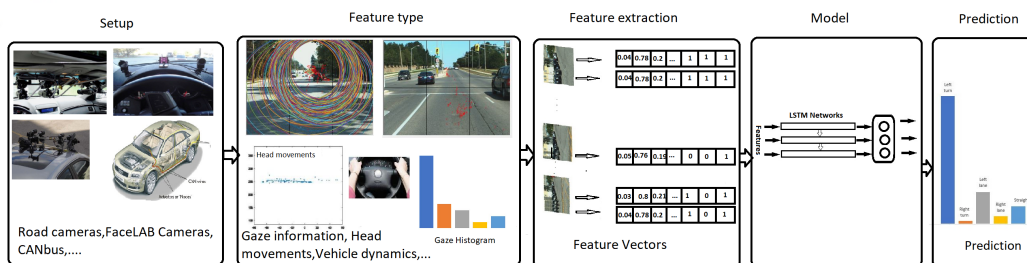 Setup
Feature type
Feature extraction
Model
Prediction
Road cameras,FaceLAB Cameras,
CANbus,....
Head movements
Gaze information, Head
movements,Vehicle dynamics,...
Gaze Histogram
0.04 0.78 0.2 ... 1 1 1
0.04 0.78 0.2 ... 1 1 1
0.05 0.76 0.19 ... 0 0 1
0.03 0.8 0.21 ... 1 0 1
0.04 0.78 0.2 ... 1 0 1
Feature Vectors
LSTM Networks
Features
Left
turn
Right
turn
Left
lane
Right
lane
Prediction